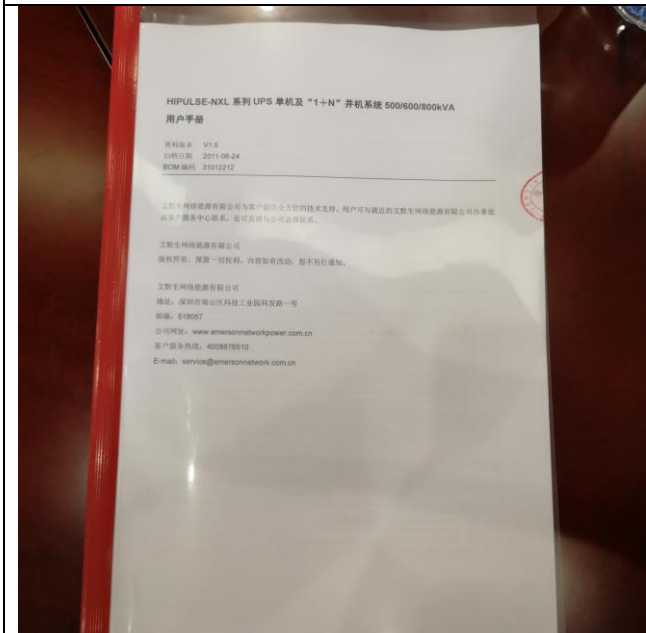 HIPULSE-NXL 系列 UPS 单机及“1+N”并机系统 500/600/800kVA
用户手册
资料版本 V1.5
归档日期 2011-06-24
BOM 编码 31012212
艾默生网络能源有限公司为客户提供全方位的技术支持，用户可与就近的艾默生网络能源有限公司办事处
或客户服务中心联系，也可直接与公司总部联系。
艾默生网络能源有限公司
版权所有，保留一切权利。内容如有改动，恕不另行通知。
艾默生网络能源有限公司
地址：深圳市南山区科技工业园科发路一号
邮编：518057
公司网址：www.emersonnetworkpower.com.cn
客户服务热线：4008876510
E-mail：service@emersonnetwork.com.cn